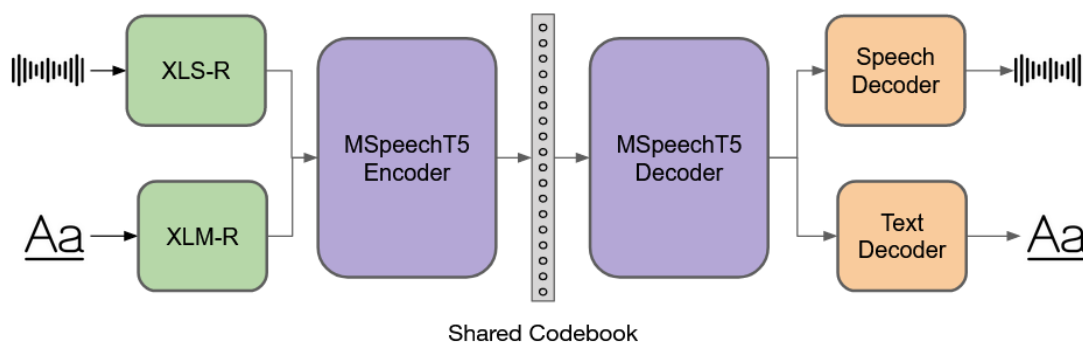 XLS-R
Aa
XLM-R
MSpeechT5
Encoder
Shared Codebook
MSpeechT5
Decoder
Speech
Decoder
Text
Decoder
Aa